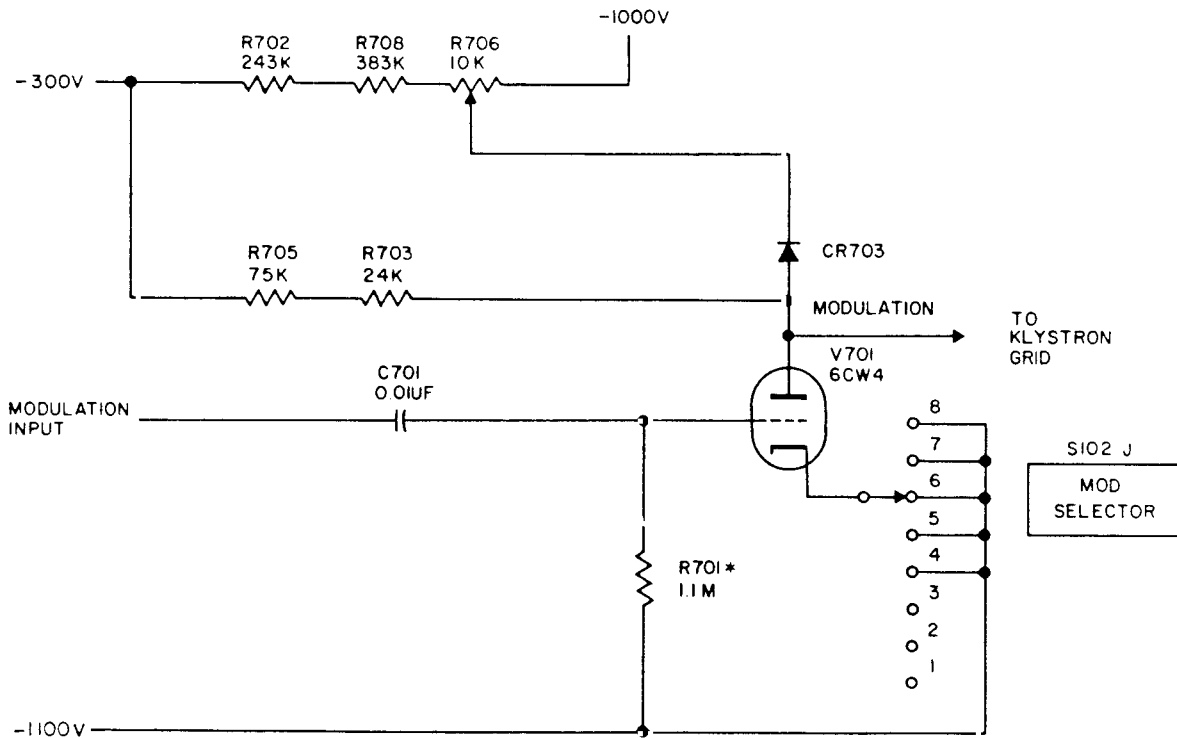 -1000V
R702
243K
R708
383K
R706
10K
-300V
R705
75K
R703
24K
CR703
MODULATION
TO
KLYSTRON
GRID
V701
6CW4
C701
0.01UF
MODULATION
INPUT
8
7
6
5
4
3
2
1
S102 J
MOD
SELECTOR
R701*
1.1M
-1100V